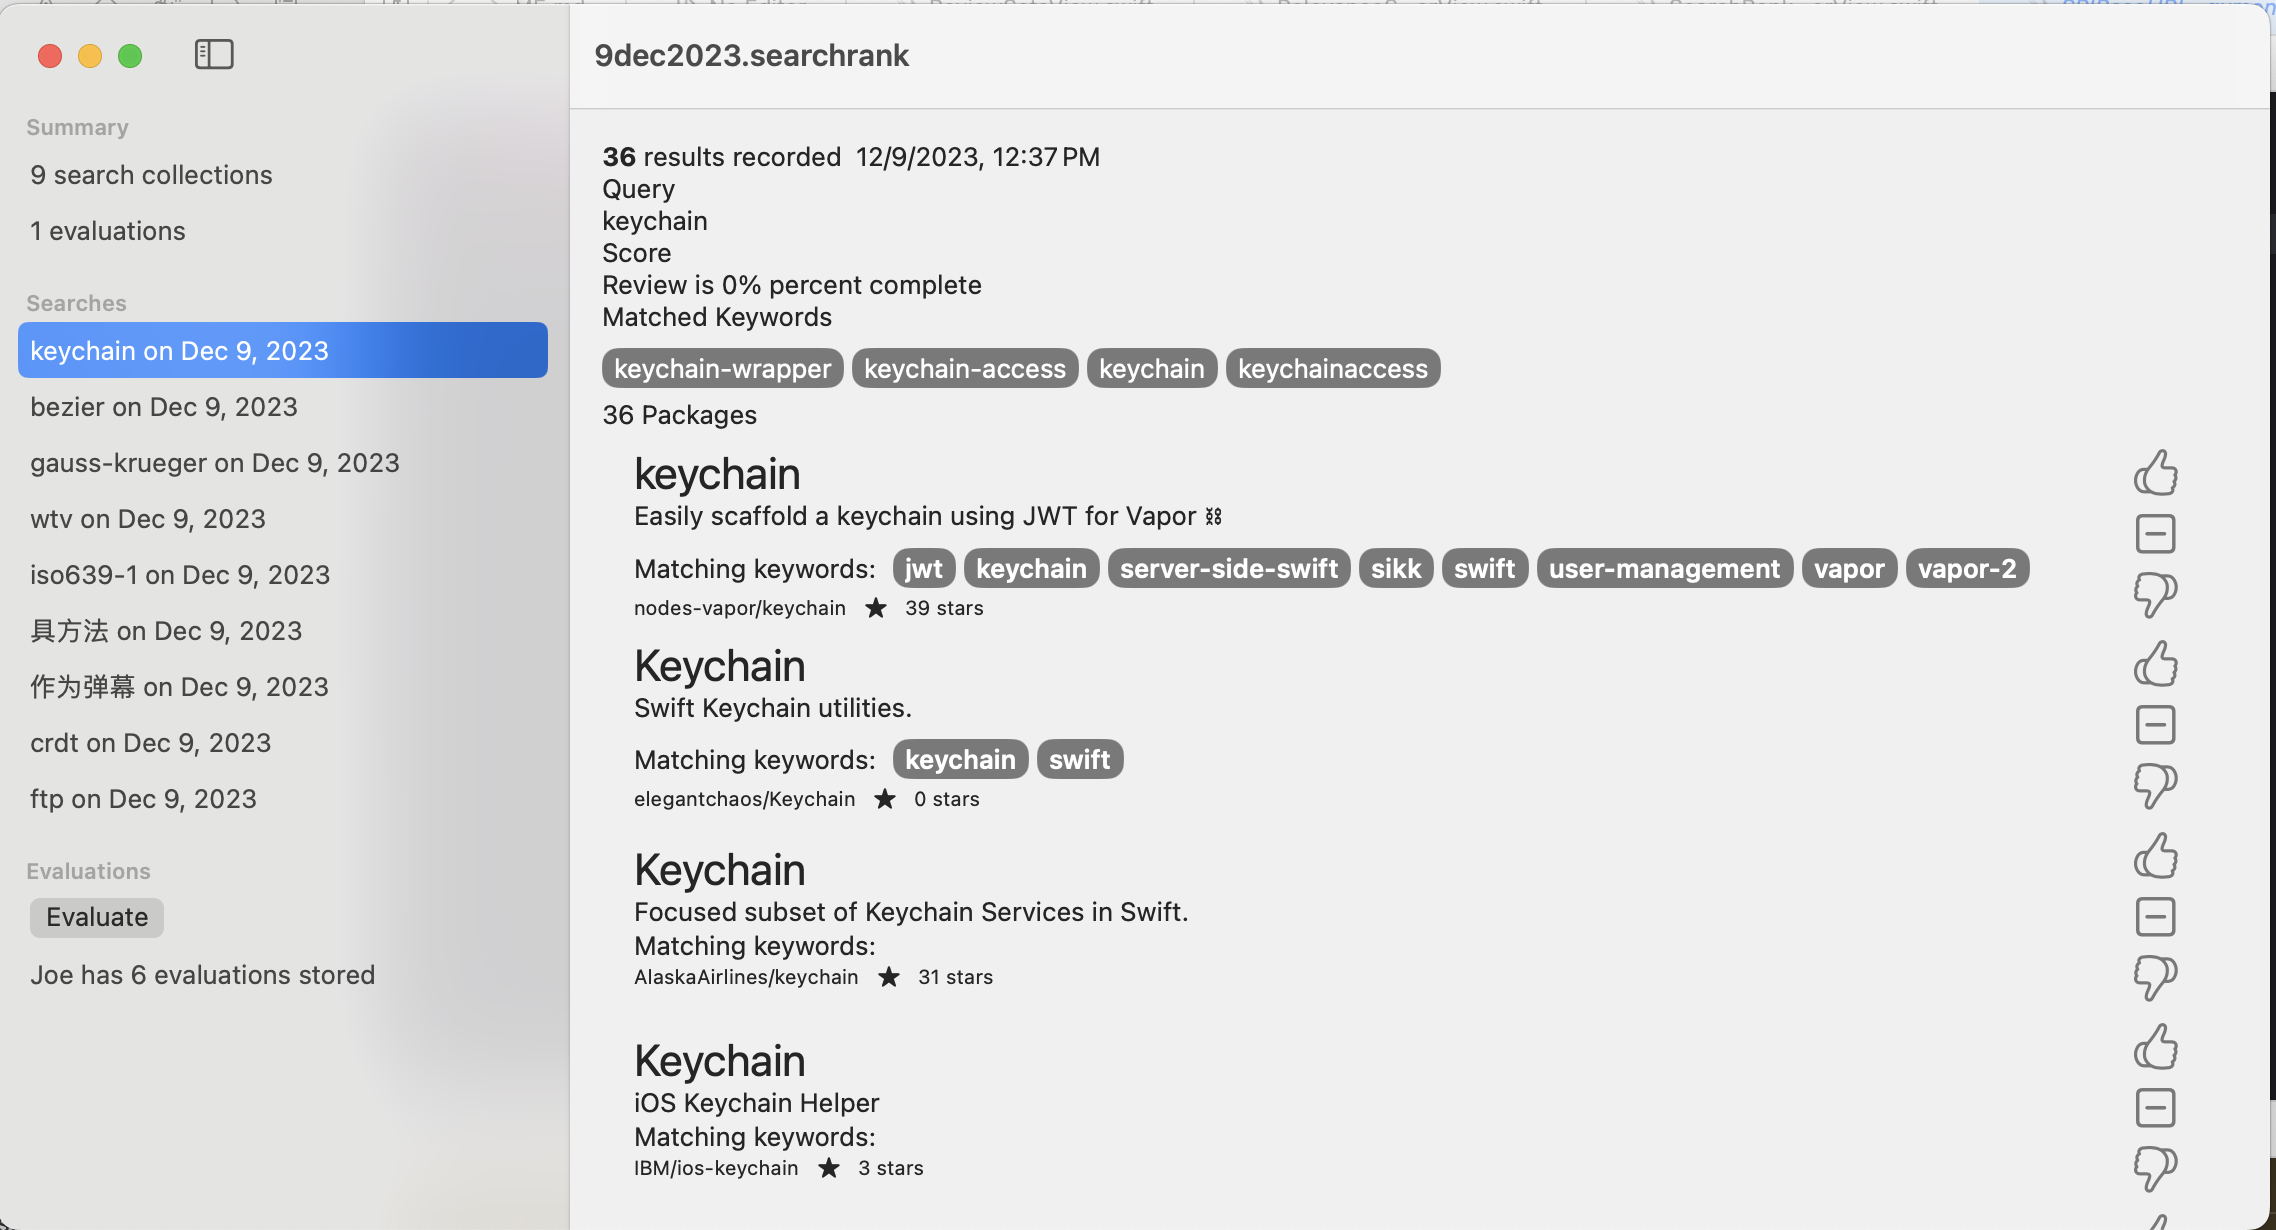 9dec2023.searchrank
Summary
9 search collections
1 evaluations
Searches
keychain on Dec 9, 2023
bezier on Dec 9, 2023
gauss-krueger on Dec 9, 2023
wtv on Dec 9, 2023
iso639-1 on Dec 9, 2023
具方法 on Dec 9, 2023
作为弹幕 on Dec 9, 2023
crdt on Dec 9, 2023
ftp on Dec 9, 2023
Evaluations
Evaluate
Joe has 6 evaluations stored
36 results recorded 12/9/2023, 12:37 PM
Query
keychain
Score
Review is 0% percent complete
Matched Keywords
keychain-wrapper keychain-access keychain keychainaccess
36 Packages
keychain
Easily scaffold a keychain using JWT for Vapor ⛓
Matching keywords: jwt keychain server-side-swift sikk swift user-management vapor vapor-2
nodes-vapor/keychain ★ 39 stars
Keychain
Swift Keychain utilities.
Matching keywords: keychain swift
elegantchaos/Keychain ★ 0 stars
Keychain
Focused subset of Keychain Services in Swift.
Matching keywords:
AlaskaAirlines/keychain ★ 31 stars
Keychain
iOS Keychain Helper
Matching keywords:
IBM/ios-keychain ★ 3 stars